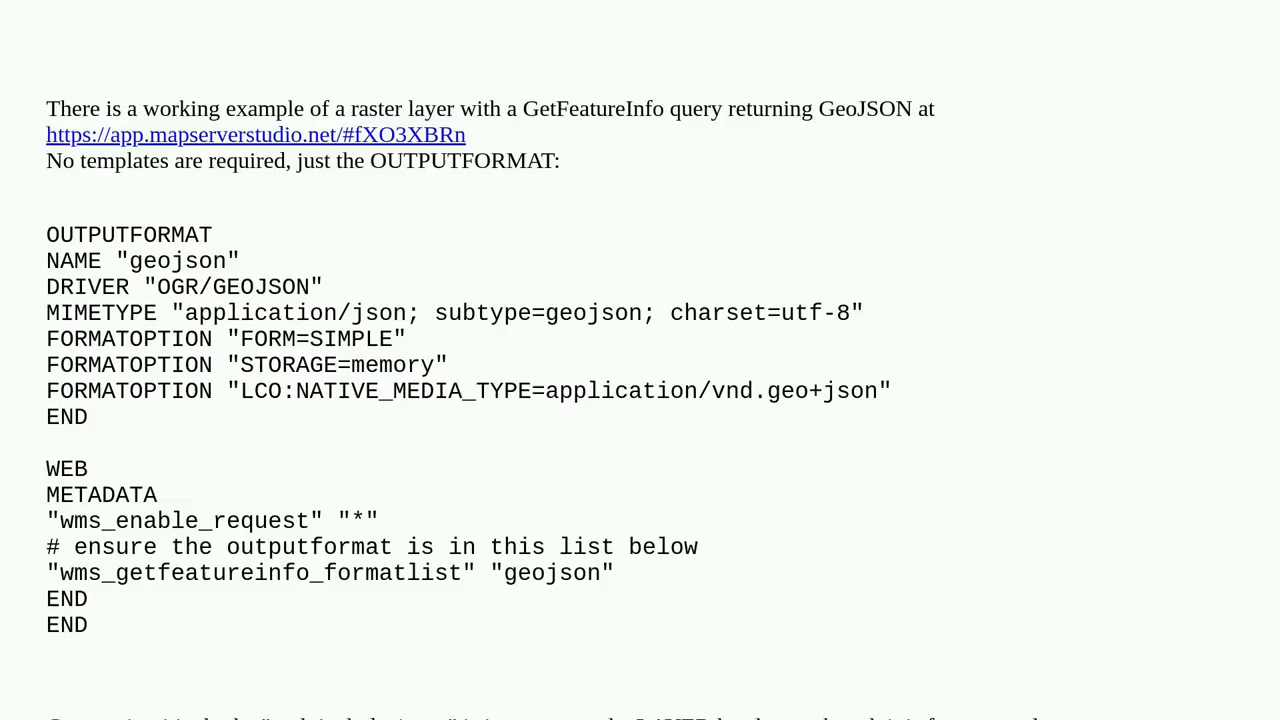 There is a working example of a raster layer with a GetFeatureInfo query returning GeoJSON at
https://app.mapserverstudio.net/#fXO3XBRn
No templates are required, just the OUTPUTFORMAT:
OUTPUTFORMAT
NAME "geojson"
DRIVER "OGR/GEOJSON"
MIMETYPE "application/json; subtype=geojson; charset=utf-8"
FORMATOPTION "FORM=SIMPLE"
FORMATOPTION "STORAGE=memory"
FORMATOPTION "LCO:NATIVE_MEDIA_TYPE=application/vnd.geo+json"
END
WEB
METADATA
"wms_enable_request" "*"
# ensure the outputformat is in this list below
"wms_getfeatureinfo_formatlist" "geojson"
END
END